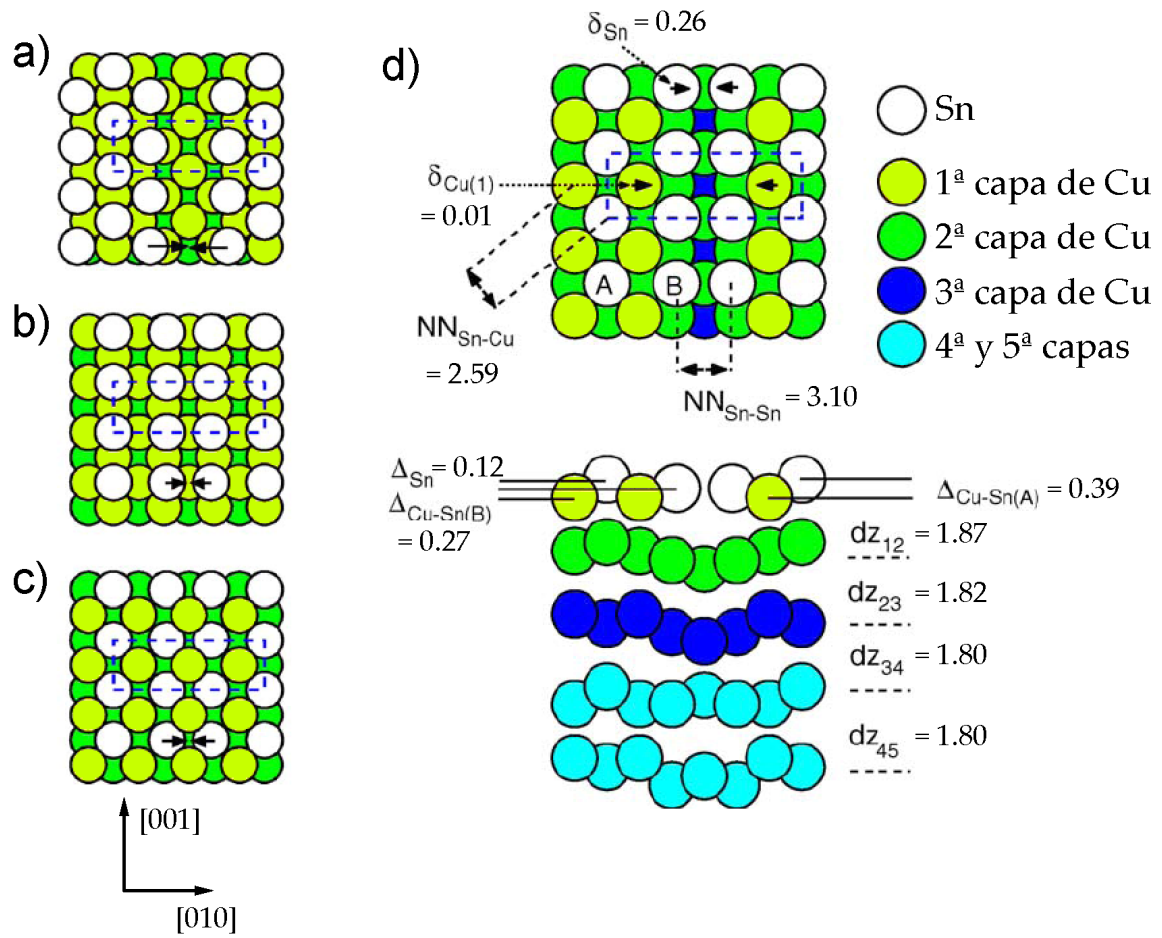 a)
b)
c)
[001]
[010]
d)
δSn = 0.26
δCu(1)
= 0.01
NNSn-Cu
= 2.59
A
B
NNSn-Sn = 3.10
Sn
1ª capa de Cu
2ª capa de Cu
3ª capa de Cu
4ª y 5ª capas
ΔSn = 0.12
ΔCu-Sn(B)
= 0.27
ΔCu-Sn(A) = 0.39
dz12 = 1.87
dz23 = 1.82
dz34 = 1.80
dz45 = 1.80